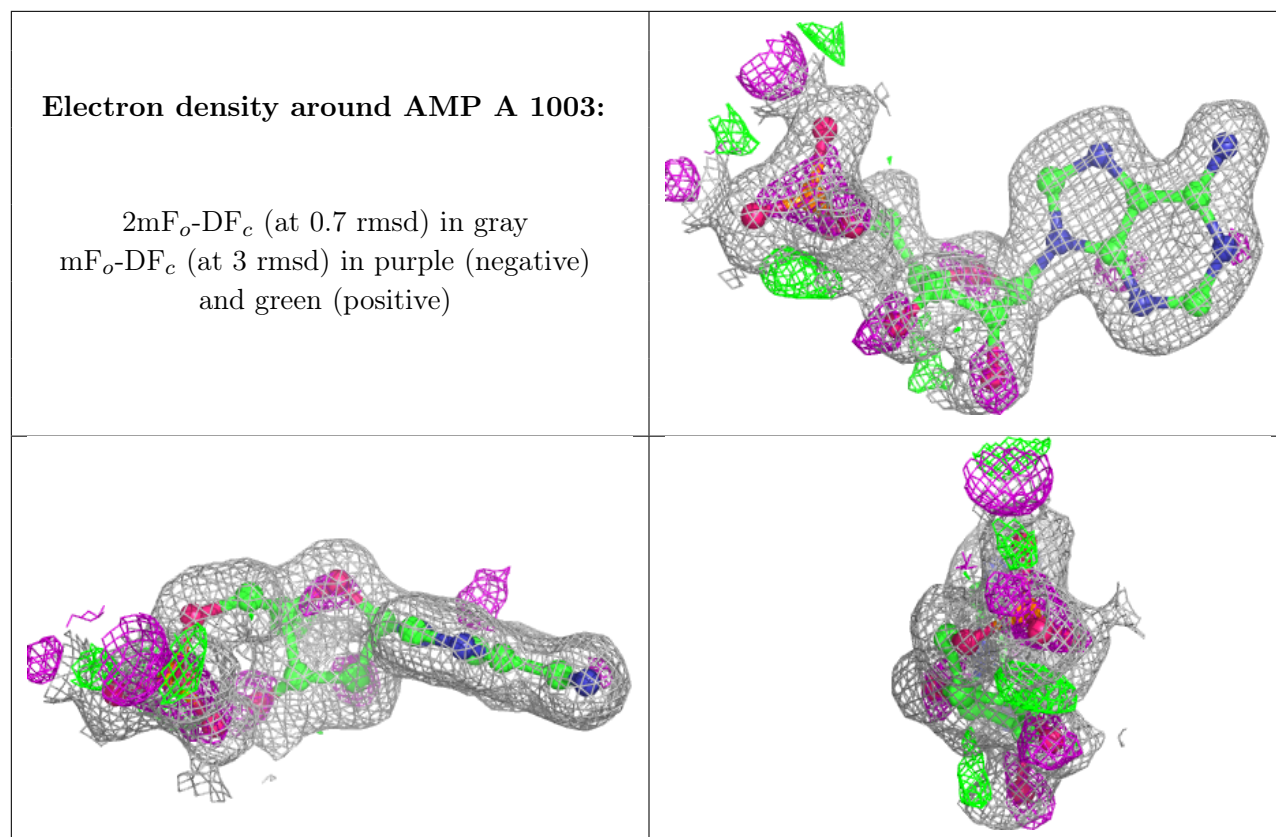 Electron density around AMP A 1003:
2mFₒ-DF𝒸 (at 0.7 rmsd) in gray
mFₒ-DF𝒸 (at 3 rmsd) in purple (negative)
and green (positive)